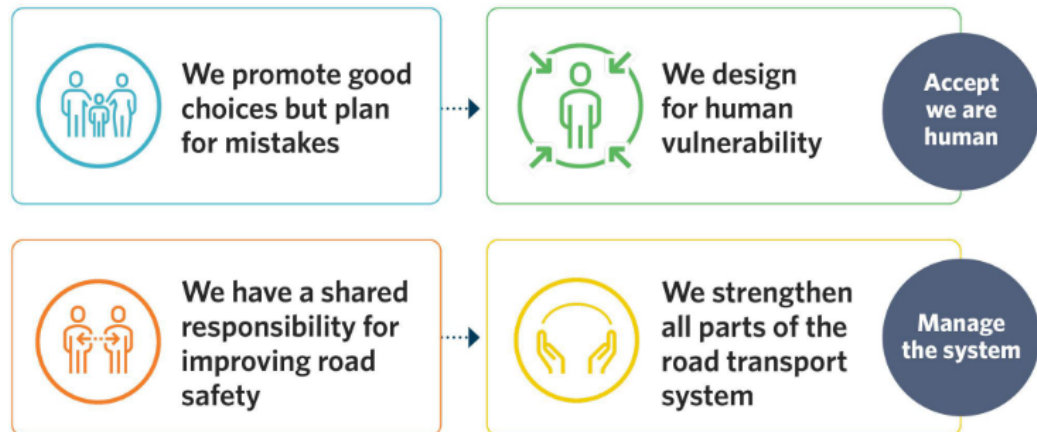 We promote good
choices but plan
for mistakes
We design
for human
vulnerability
Accept
we are
human
We have a shared
responsibility for
improving road
safety
We strengthen
all parts of the
road transport
system
Manage
the system